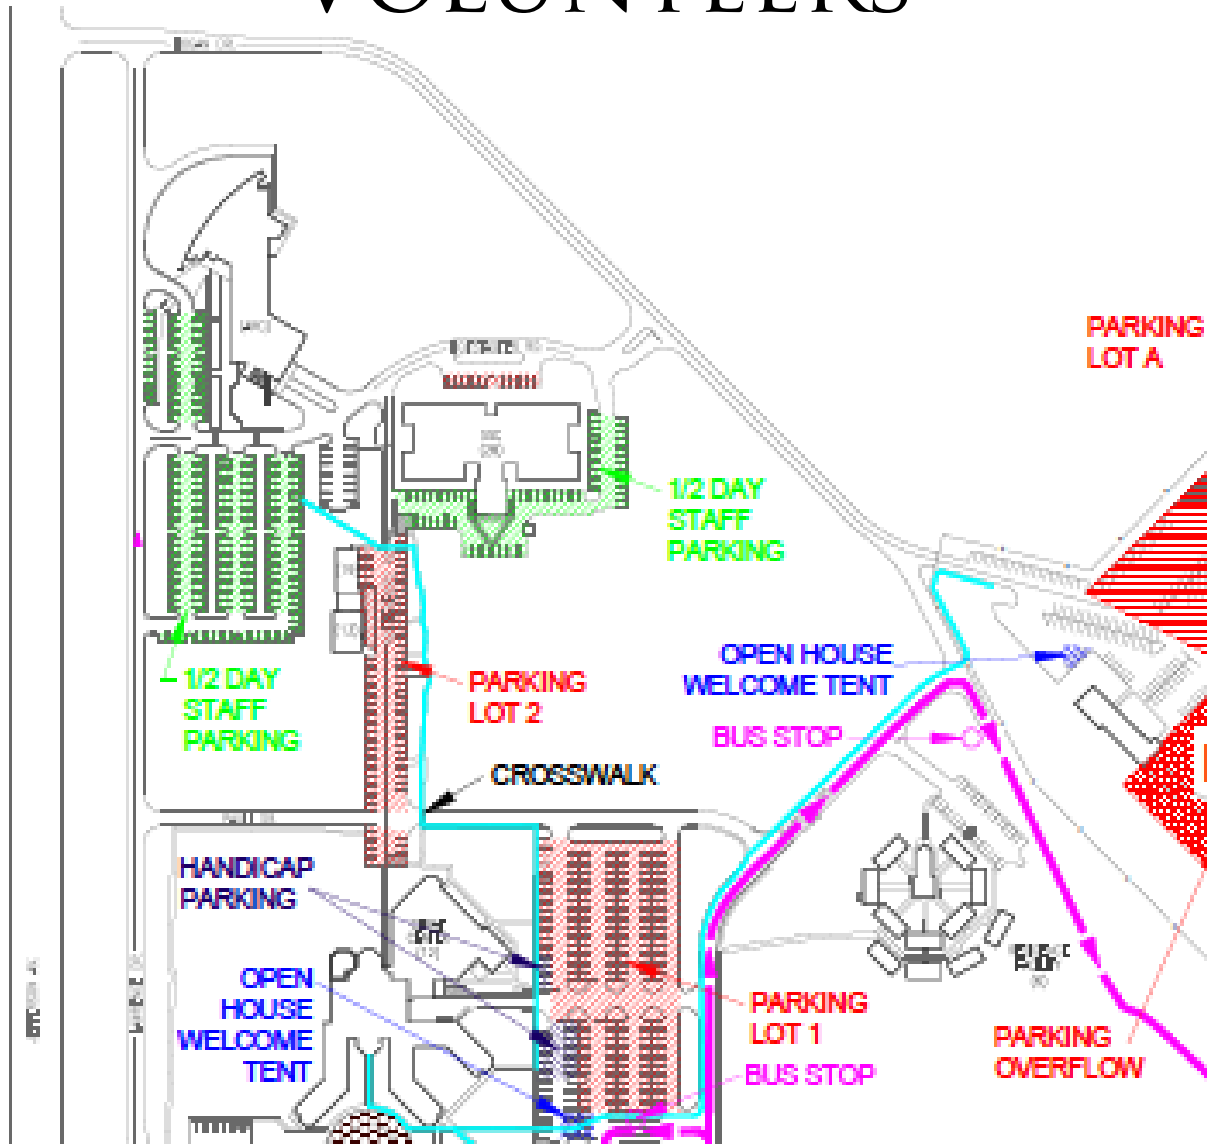 VOLUNTEERS
PARKING
LOT A
1/2 DAY
STAFF
PARKING
OPEN HOUSE
WELCOME TENT
1/2 DAY
STAFF
PARKING
PARKING
LOT 2
BUS STOP
CROSSWALK
HANDICAP
PARKING
OPEN
HOUSE
WELCOME
TENT
PARKING
LOT 1
PARKING
OVERFLOW
BUS STOP